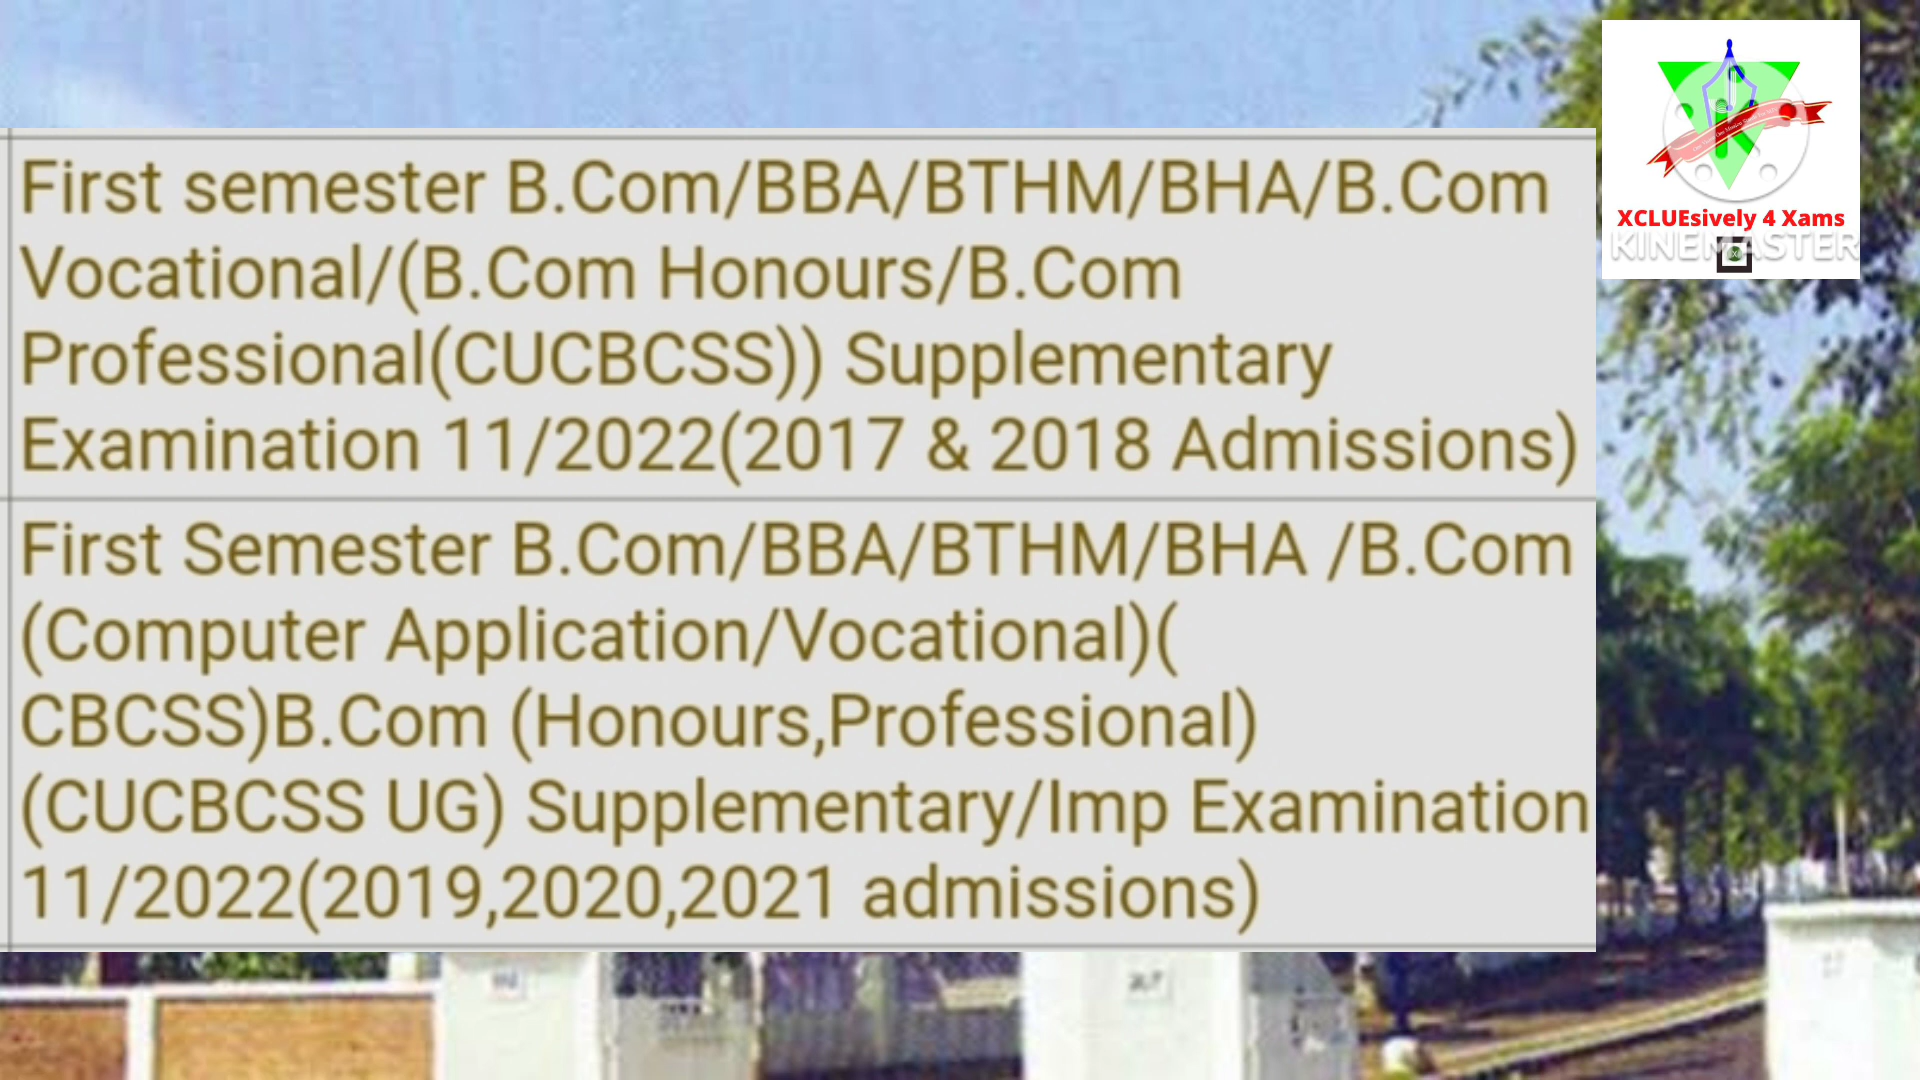 First semester B.Com/BBA/BTHM/BHA/B.Com
Vocational/(B.Com Honours/B.Com
Professional(CUCBCSS)) Supplementary
Examination 11/2022(2017 & 2018 Admissions)
First Semester B.Com/BBA/BTHM/BHA /B.Com
(Computer Application/Vocational)(
CBCSS)B.Com (Honours,Professional)
(CUCBCSS UG) Supplementary/Imp Examination
11/2022(2019,2020,2021 admissions)
XCLUEsively 4 Xams
KINEMASTER